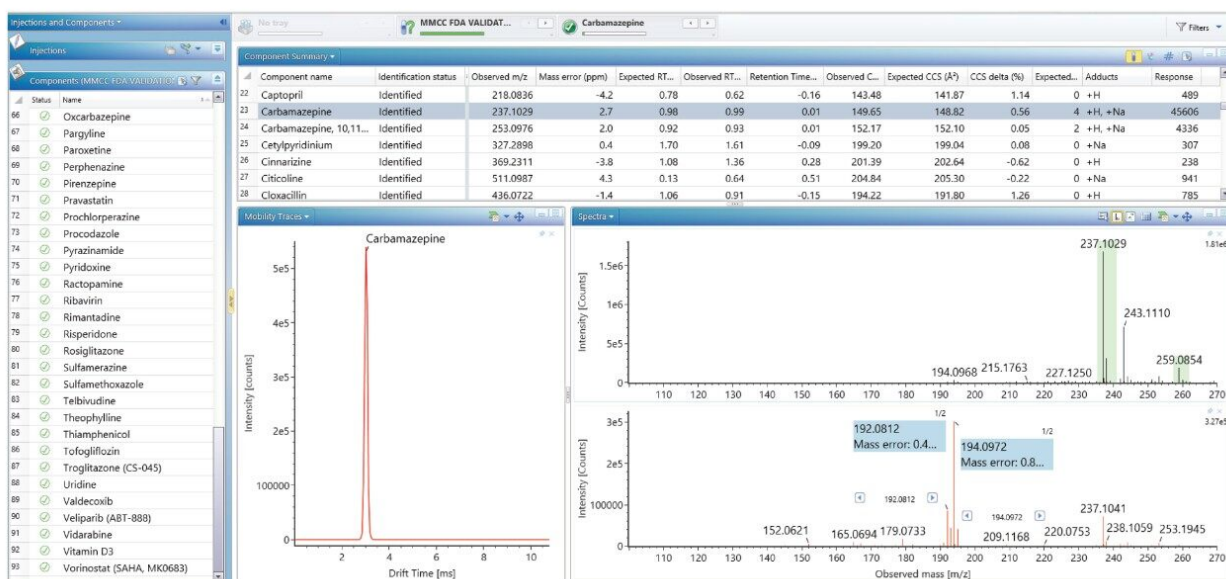 Injections and Components
No tray
MMCC FDA VALIDAT...
Carbamazepine
Filters
Injections
Components (MMCC FDA VALIDATION
Status Name
66 Oxcarbazepine
67 Pargyline
68 Paroxetine
69 Perphenazine
70 Pirenzepine
71 Pravastatin
72 Prochlorperazine
73 Procodazole
74 Pyrazinamide
75 Pyridoxine
76 Ractopamine
77 Ribavirin
78 Rimantadine
79 Risperidone
80 Rosiglitazone
81 Sulfamerazine
82 Sulfamethoxazole
83 Telbivudine
84 Theophylline
85 Thiamphenicol
86 Tofogliflozin
87 Troglitazone (CS-045)
88 Uridine
89 Valdecoxib
90 Veliparib (ABT-888)
91 Vidarabine
92 Vitamin D3
93 Vorinostat (SAHA, MK0683)
Component Summary
Component name Identification status Observed m/z Mass error (ppm) Expected RT... Observed RT... Retention Time... Observed C... Expected CCS (Å²) CCS delta (%) Expected... Adducts Response
22 Captopril Identified 218.0836 -4.2 0.78 0.62 -0.16 143.48 141.87 1.14 0 +H 489
23 Carbamazepine Identified 237.1029 2.7 0.98 0.99 0.01 149.65 148.82 0.56 4 +H, +Na 45606
24 Carbamazepine, 10,11... Identified 253.0976 2.0 0.92 0.93 0.01 152.17 152.10 0.05 2 +H, +Na 4336
25 Cetylpyridinium Identified 327.2898 0.4 1.70 1.61 -0.09 199.20 199.04 0.08 0 +Na 307
26 Cinnarizine Identified 369.2311 -3.8 1.08 1.36 0.28 201.39 202.64 -0.62 0 +H 238
27 Citicoline Identified 511.0987 4.3 0.13 0.64 0.51 204.84 205.30 -0.22 0 +Na 941
28 Cloxacillin Identified 436.0722 -1.4 1.06 0.91 -0.15 194.22 191.80 1.26 0 +H 785
Mobility Traces
Carbamazepine
Intensity [counts]
5e5
4e5
3e5
2e5
100000
0
2 4 6 8 10
Drift Time [ms]
Spectra
237.1029
1.81e6
Intensity [Counts]
1.5e6
1e6
5e5
0
243.1110
259.0854
194.0968 215.1763 227.1250
110 120 130 140 150 160 170 180 190 200 210 220 230 240 250 260 270
1/2 1/2
3.27e5
192.0812
Mass error: 0.4...
194.0972
Mass error: 0.8...
Intensity [Counts]
3e5
2e5
100000
0
192.0812
194.0972
152.0621 165.0694 179.0733 209.1168 220.0753 237.1041 238.1059 253.1945
110 120 130 140 150 160 170 180 190 200 210 220 230 240 250 260 270
Observed mass [m/z]